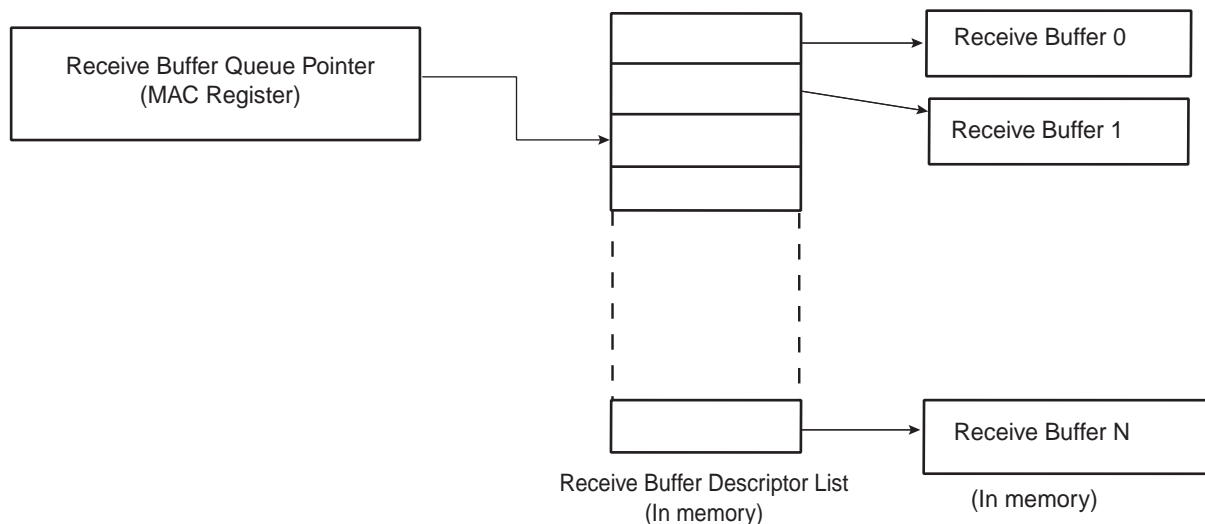 Receive Buffer Queue Pointer
(MAC Register)
Receive Buffer 0
Receive Buffer 1
Receive Buffer N
Receive Buffer Descriptor List
(In memory)
(In memory)